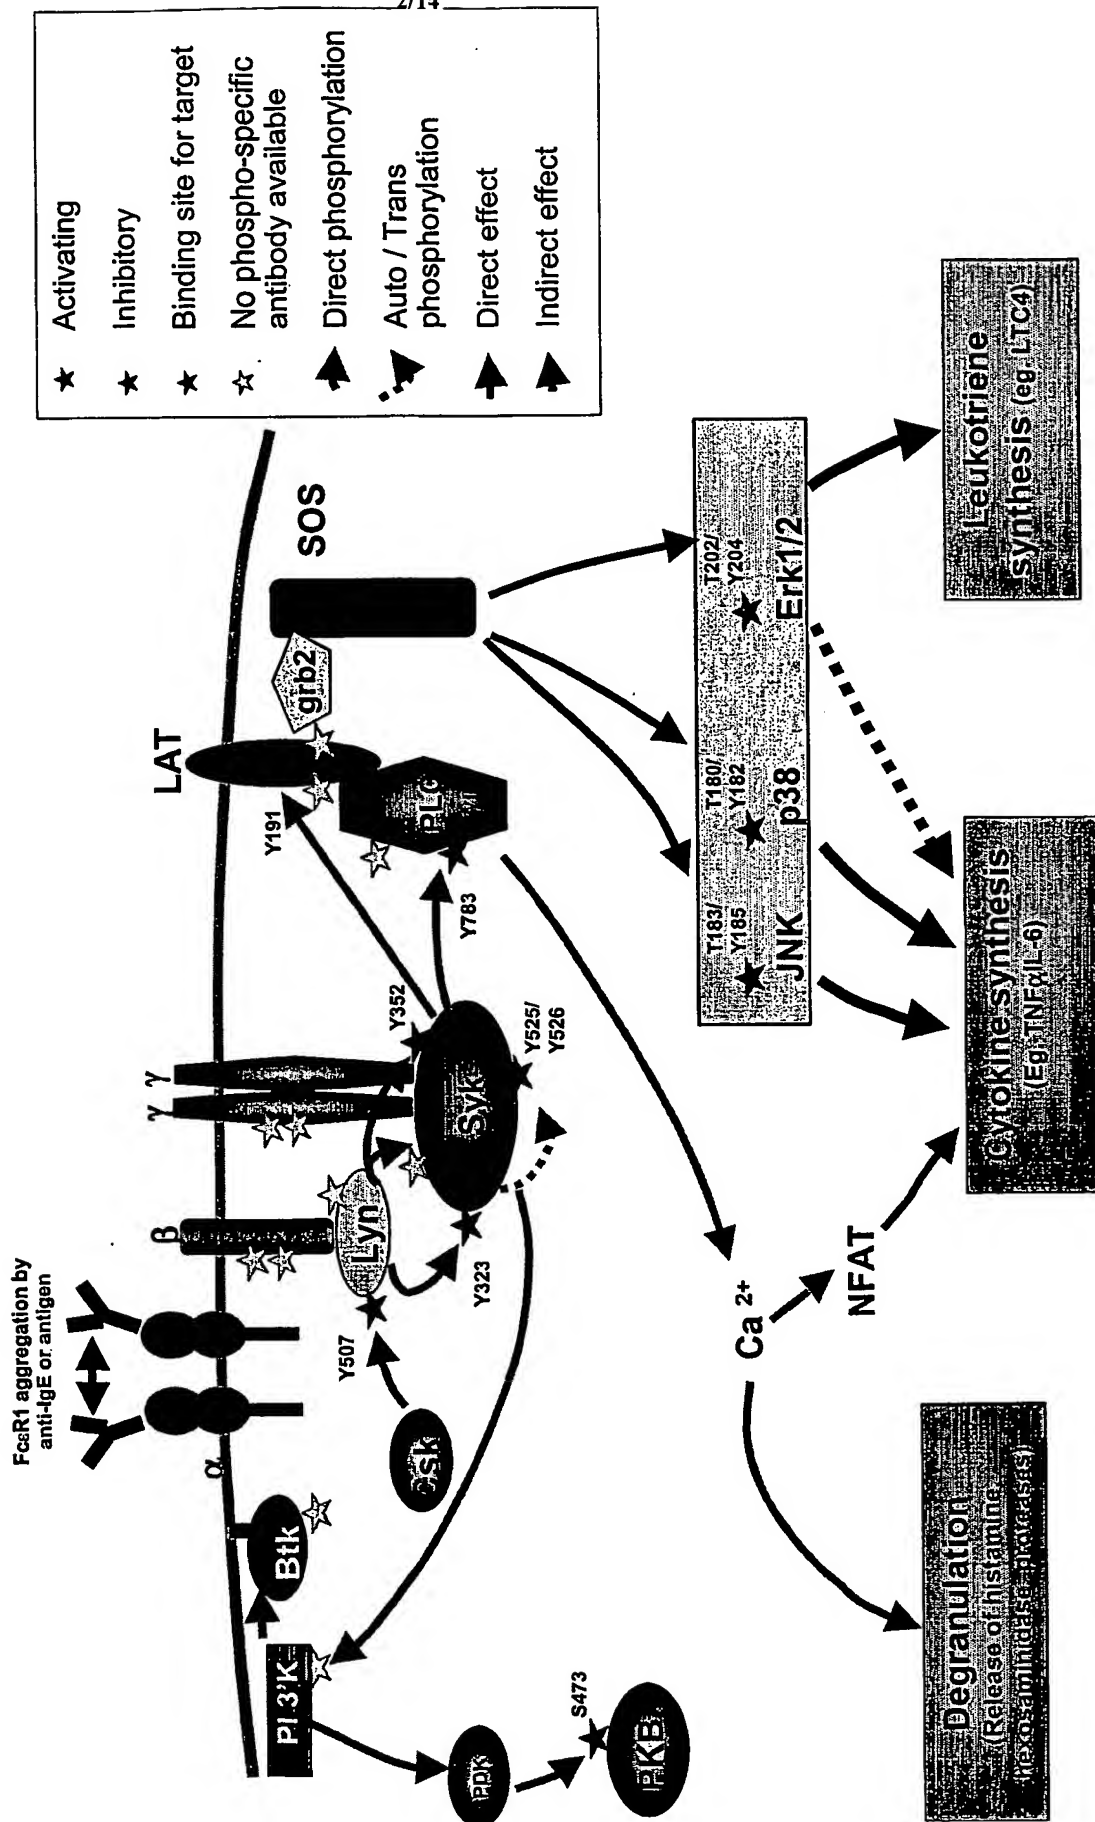 2/14
FcεR1 aggregation by
anti-IgE or antigen
α
β
γ
γ
LAT
SOS
grb2
PI3'K
Btk
Csk
Lyn
Syk
Y507
Y323
Y352
Y525/
Y526
Y191
Y783
PDK
S473
PKB
Ca 2+
NFAT
T183/
Y185
JNK
T180/
Y182
p38
T202/
Y204
Erk1/2
Degranulation
(Release of histamine,
hexosaminidase proteases)
Cytokine synthesis
(Eg. TNFα IL-6)
Leukotriene
synthesis (eg. LTC4)
Activating
Inhibitory
Binding site for target
No phospho-specific
antibody available
Direct phosphorylation
Auto / Trans
phosphorylation
Direct effect
Indirect effect